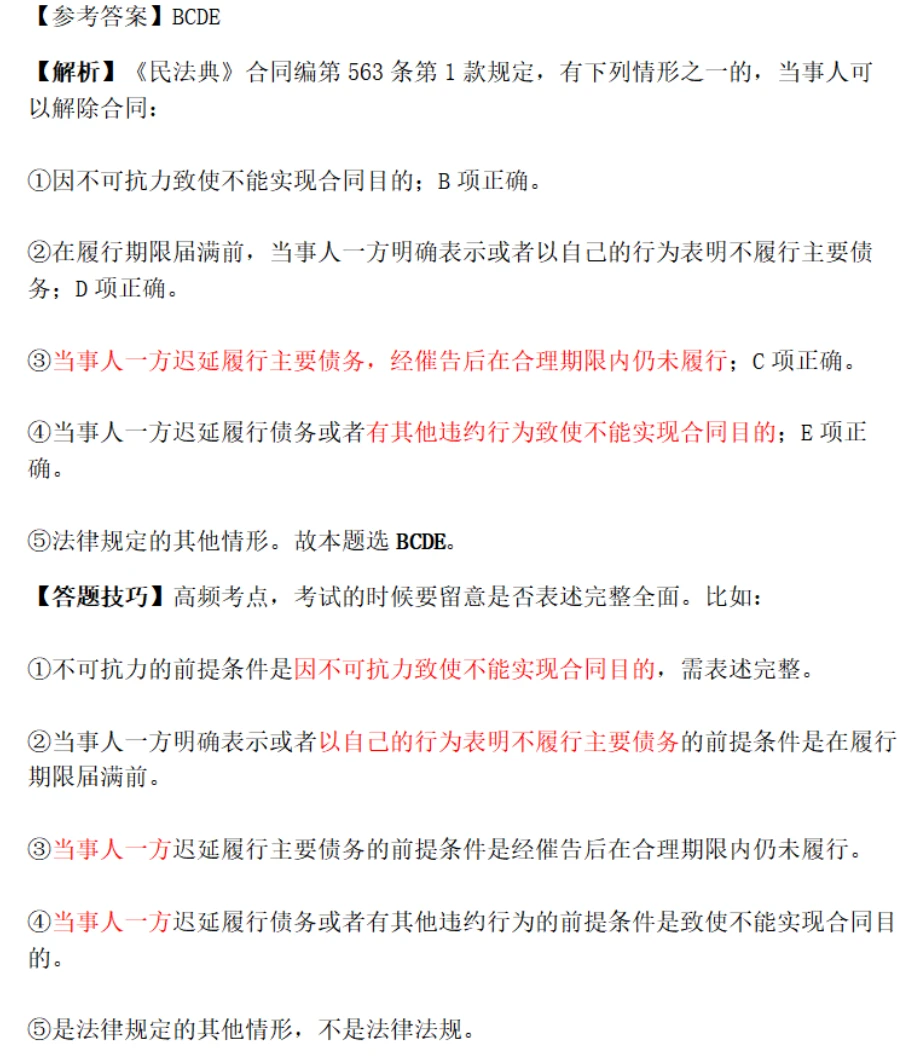 【参考答案】BCDE
【解析】《民法典》合同编第 563 条第 1 款规定，有下列情形之一的，当事人可
以解除合同：
①因不可抗力致使不能实现合同目的；B 项正确。
②在履行期限届满前，当事人一方明确表示或者以自己的行为表明不履行主要债
务；D 项正确。
③当事人一方迟延履行主要债务，经催告后在合理期限内仍未履行；C 项正确。
④当事人一方迟延履行债务或者有其他违约行为致使不能实现合同目的；E 项正
确。
⑤法律规定的其他情形。故本题选 BCDE。
【答题技巧】高频考点，考试的时候要留意是否表述完整全面。比如：
①不可抗力的前提条件是因不可抗力致使不能实现合同目的，需表述完整。
②当事人一方明确表示或者以自己的行为表明不履行主要债务的前提条件是在履行
期限届满前。
③当事人一方迟延履行主要债务的前提条件是经催告后在合理期限内仍未履行。
④当事人一方迟延履行债务或者有其他违约行为的前提条件是致使不能实现合同目
的。
⑤是法律规定的其他情形，不是法律法规。